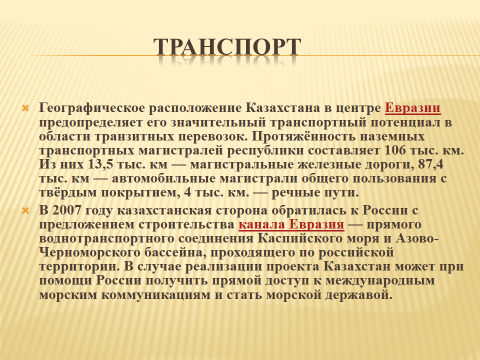 ТРАНСПОРТ
Географическое расположение Казахстана в центре Евразии
предопределяет его значительный транспортный потенциал в
области транзитных перевозок. Протяжённость наземных
транспортных магистралей республики составляет 106 тыс. км.
Из них 13,5 тыс. км — магистральные железные дороги, 87,4
тыс. км — автомобильные магистрали общего пользования с
твёрдым покрытием, 4 тыс. км. — речные пути.
В 2007 году казахстанская сторона обратилась к России с
предложением строительства канала Евразия — прямого
воднотранспортного соединения Каспийского моря и Азово-
Черноморского бассейна, проходящего по российской
территории. В случае реализации проекта Казахстан может при
помощи России получить прямой доступ к международным
морским коммуникациям и стать морской державой.